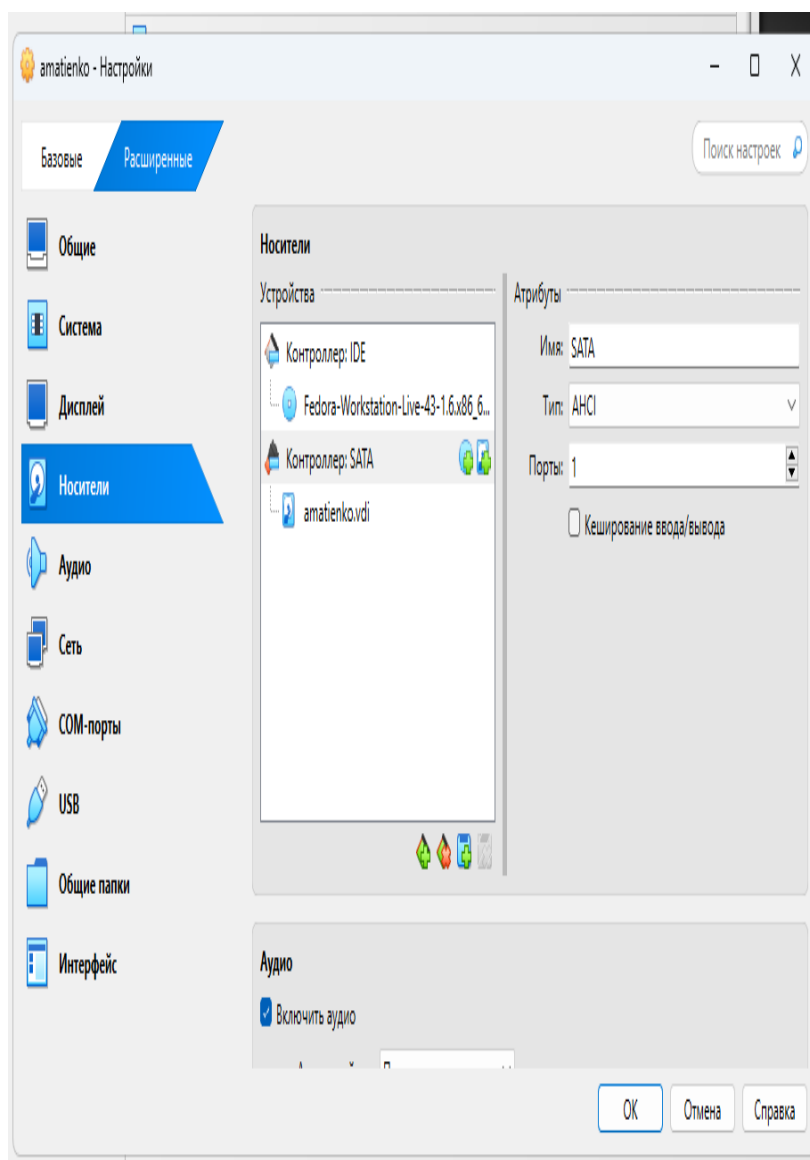 amatienko - Настройки
Базовые
Расширенные
Поиск настроек
Общие
Система
Дисплей
Носители
Аудио
Сеть
COM-порты
USB
Общие папки
Интерфейс
Носители
Устройства
Контроллер: IDE
Fedora-Workstation-Live-43-1.6.x86_6...
Контроллер: SATA
amatienko.vdi
Атрибуты
Имя: SATA
Тип: AHCI
Порты: 1
Кеширование ввода/вывода
Аудио
Включить аудио
OK
Отмена
Справка